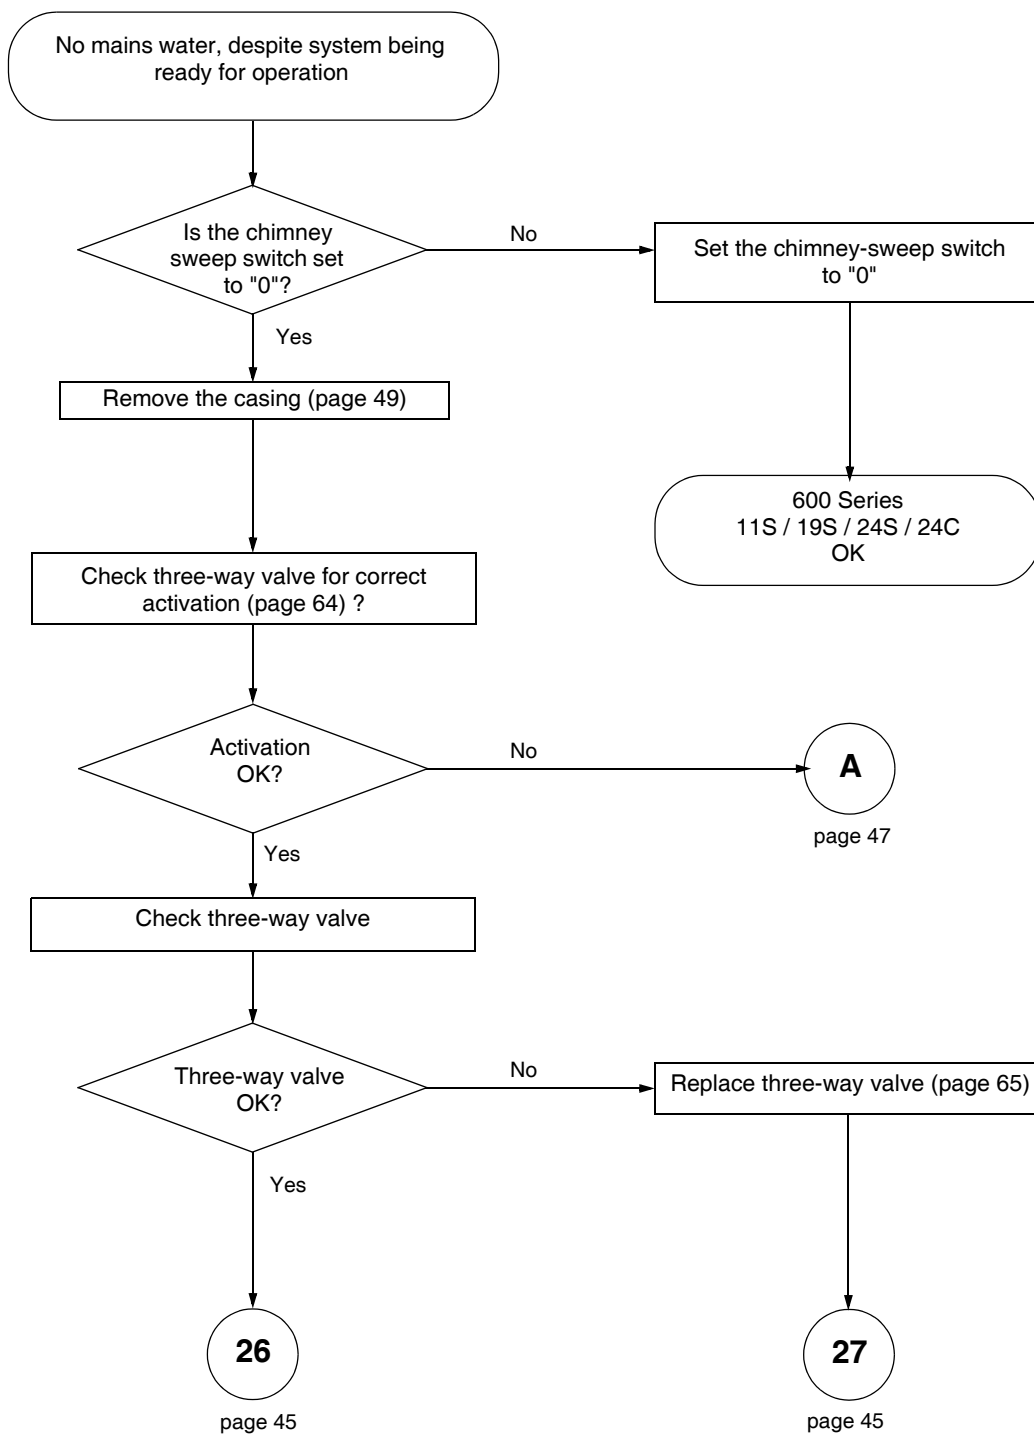 No mains water, despite system being
ready for operation
Is the chimney
sweep switch set
to "0"?
No
Set the chimney-sweep switch
to "0"
Yes
Remove the casing (page 49)
600 Series
11S / 19S / 24S / 24C
OK
Check three-way valve for correct
activation (page 64) ?
Activation
OK?
No
A
page 47
Yes
Check three-way valve
Three-way valve
OK?
No
Replace three-way valve (page 65)
Yes
26
page 45
27
page 45